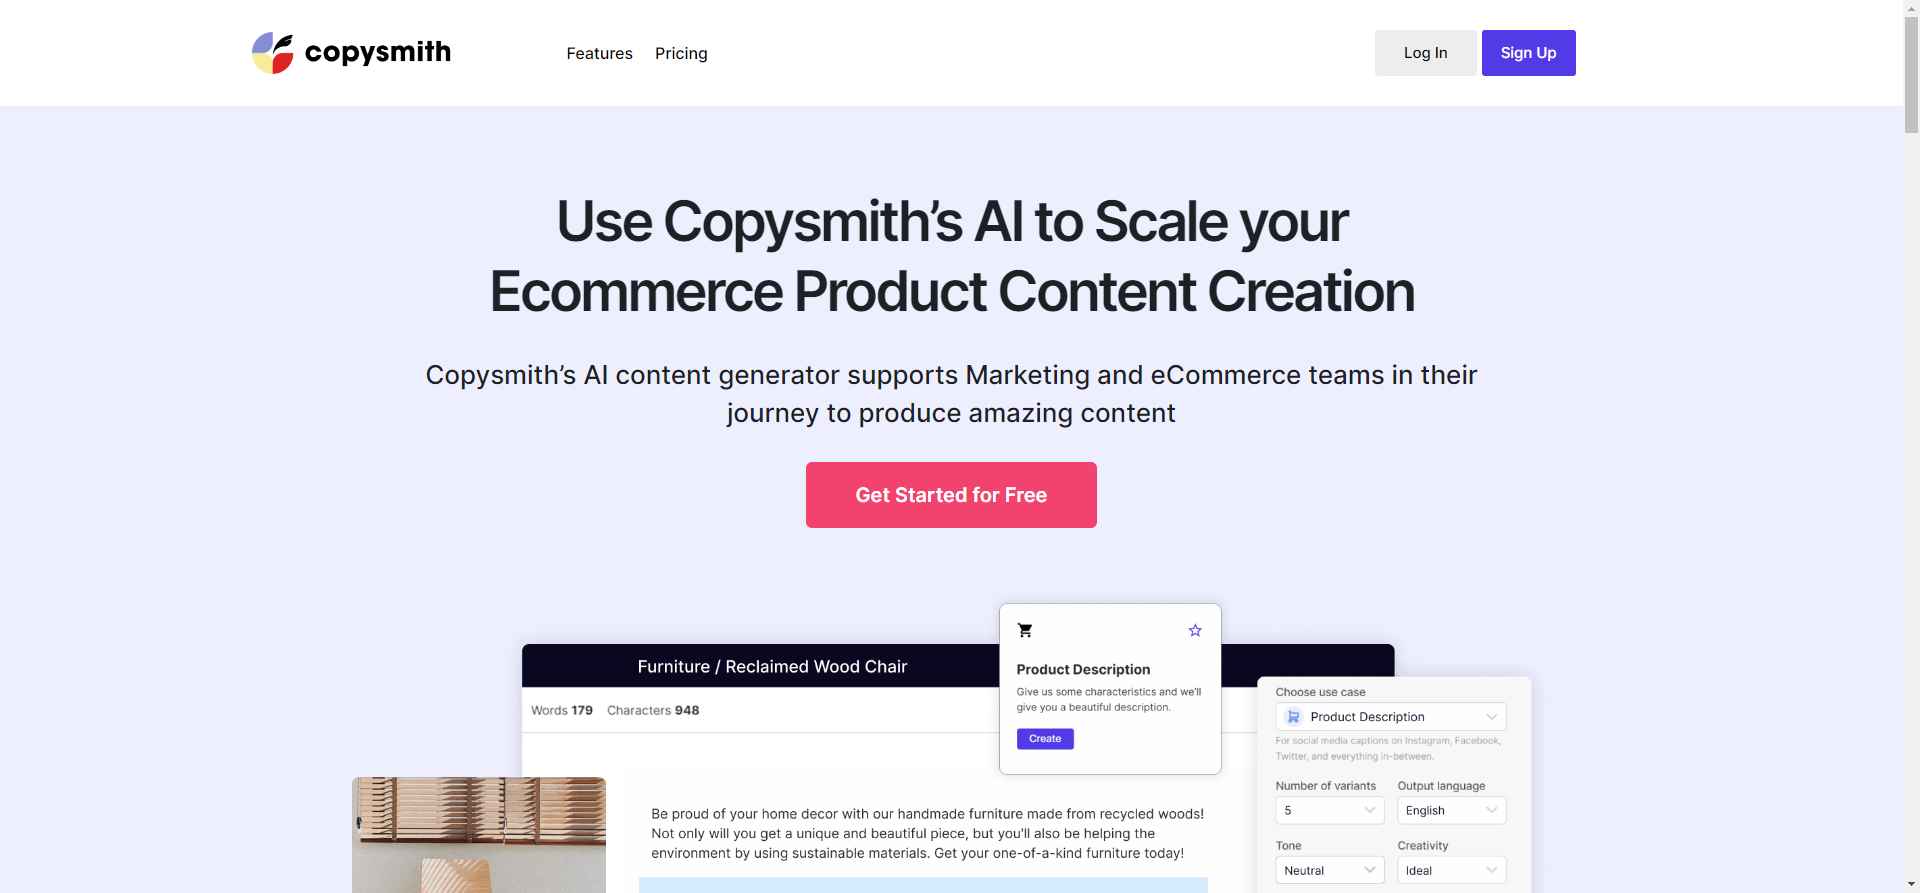 copysmith
Features
Pricing
Log In
Sign Up
Use Copysmith’s AI to Scale your
Ecommerce Product Content Creation
Copysmith’s AI content generator supports Marketing and eCommerce teams in their
journey to produce amazing content
Get Started for Free
Furniture / Reclaimed Wood Chair
Words 179 Characters 948
Product Description
Give us some characteristics and we'll
give you a beautiful description.
Create
Be proud of your home decor with our handmade furniture made from recycled woods!
Not only will you get a unique and beautiful piece, but you'll also be helping the
environment by using sustainable materials. Get your one-of-a-kind furniture today!
Choose use case
Product Description
For social media captions on Instagram, Facebook,
Twitter, and everything in-between.
Number of variants
Output language
5
English
Tone
Creativity
Neutral
Ideal